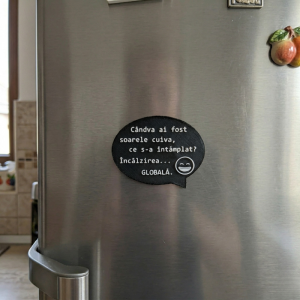 Cândva ai fost
soarele cuiva,
ce s-a întâmplat?
Încălzirea...
GLOBALĂ.